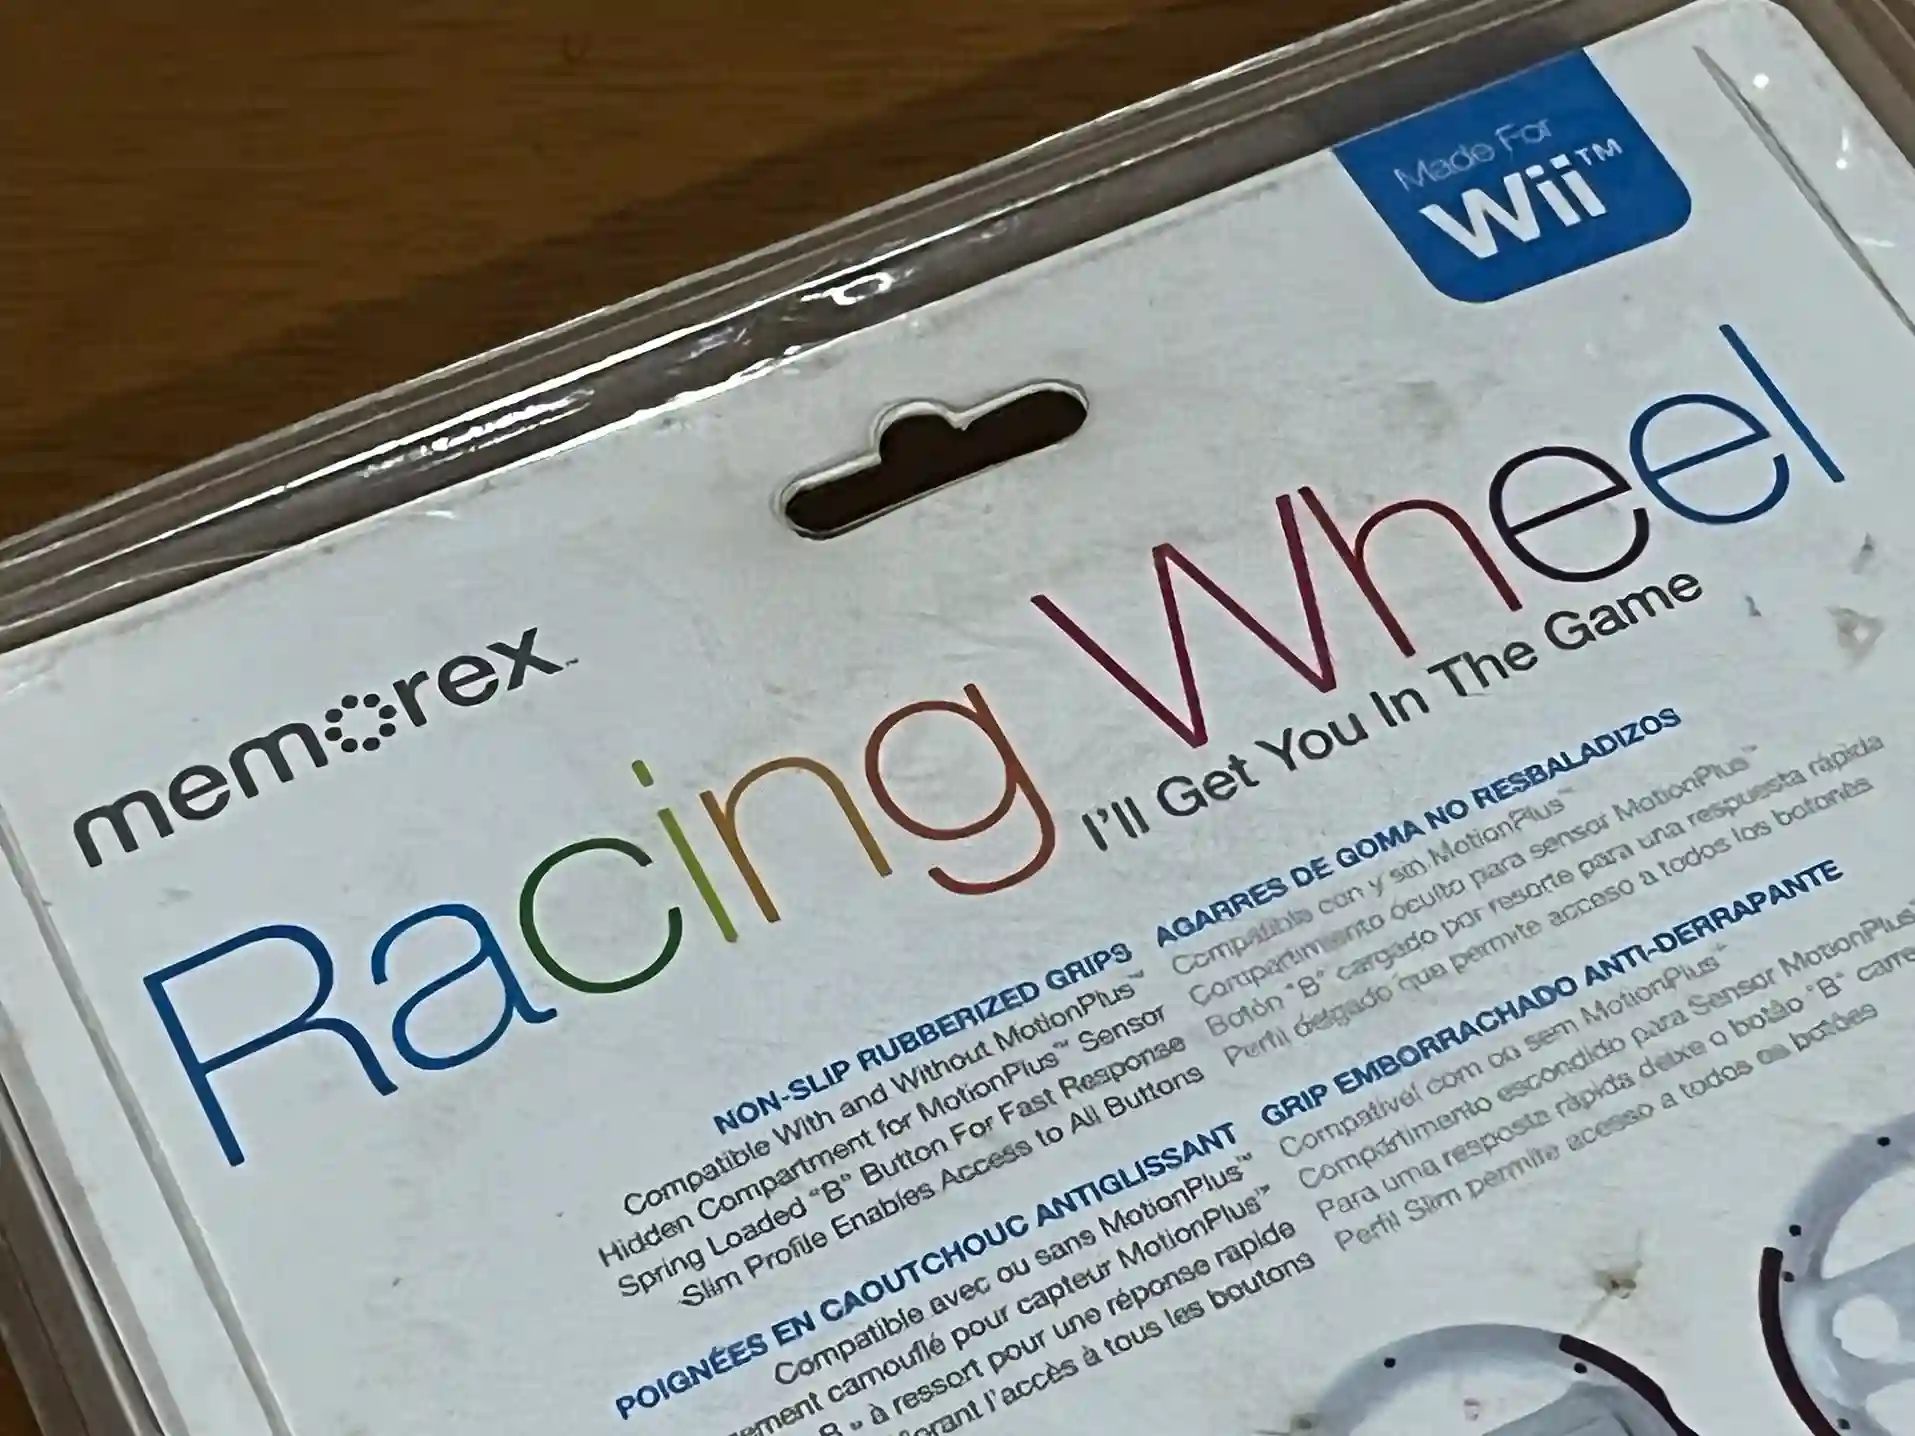 Made For
Wii™
memorex™
Racing Wheel
I'll Get You In The Game
NON-SLIP RUBBERIZED GRIPS
Compatible With and Without MotionPlus™
Hidden Compartment for MotionPlus™ Sensor
Spring Loaded "B" Button For Fast Response
Slim Profile Enables Access to All Buttons
AGARRES DE GOMA NO RESBALADIZOS
Compatible con y sin MotionPlus™
Compartimiento oculto para sensor MotionPlus™
Botón "B" cargado por resorte para una respuesta rápida
Perfil delgado que permite acceso a todos los botones
POIGNÉES EN CAOUTCHOUC ANTIGLISSANT
Compatible avec ou sans MotionPlus™
camouflé pour capteur MotionPlus™
B" à ressort pour une réponse rapide
l'accès à tous les boutons
GRIP EMBORRACHADO ANTI-DERRAPANTE
Compatível com ou sem MotionPlus™
Compartimento escondido para Sensor MotionPlus™
Para uma resposta rápida deixe o botão "B" carre
Perfil Slim permite acesso a todos os botões